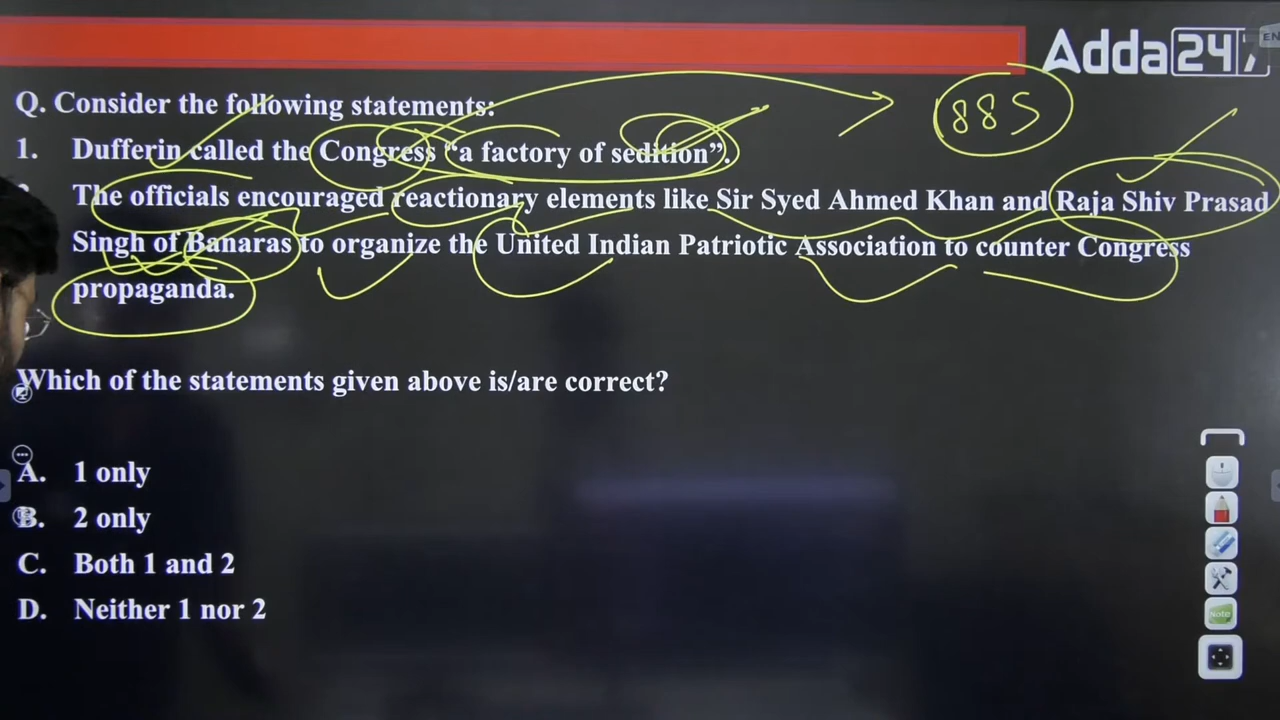 Adda247
EN
Q. Consider the following statements:
885
1. Dufferin called the Congress “a factory of sedition”.
The officials encouraged reactionary elements like Sir Syed Ahmed Khan and Raja Shiv Prasad
Singh of Banaras to organize the United Indian Patriotic Association to counter Congress
propaganda.
Which of the statements given above is/are correct?
A. 1 only
B. 2 only
C. Both 1 and 2
D. Neither 1 nor 2
Note